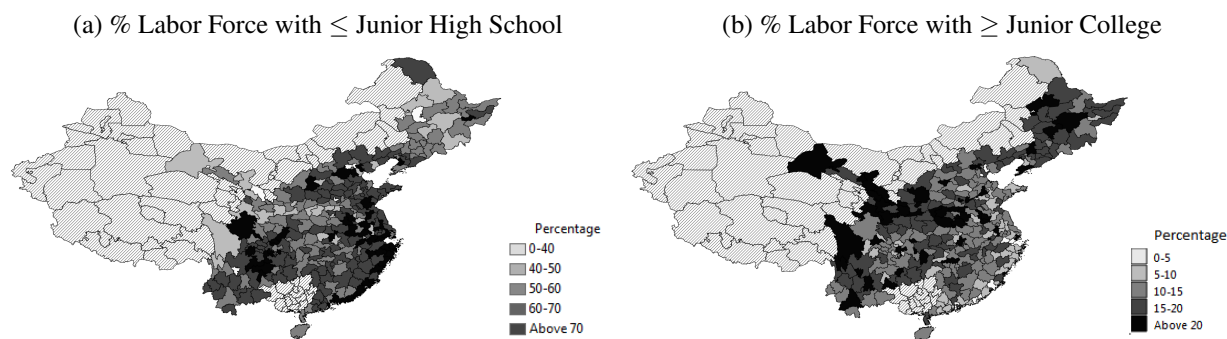 (a) % Labor Force with ≤ Junior High School
(b) % Labor Force with ≥ Junior College
Percentage
0-40
40-50
50-60
60-70
Above 70
Percentage
0-5
5-10
10-15
15-20
Above 20